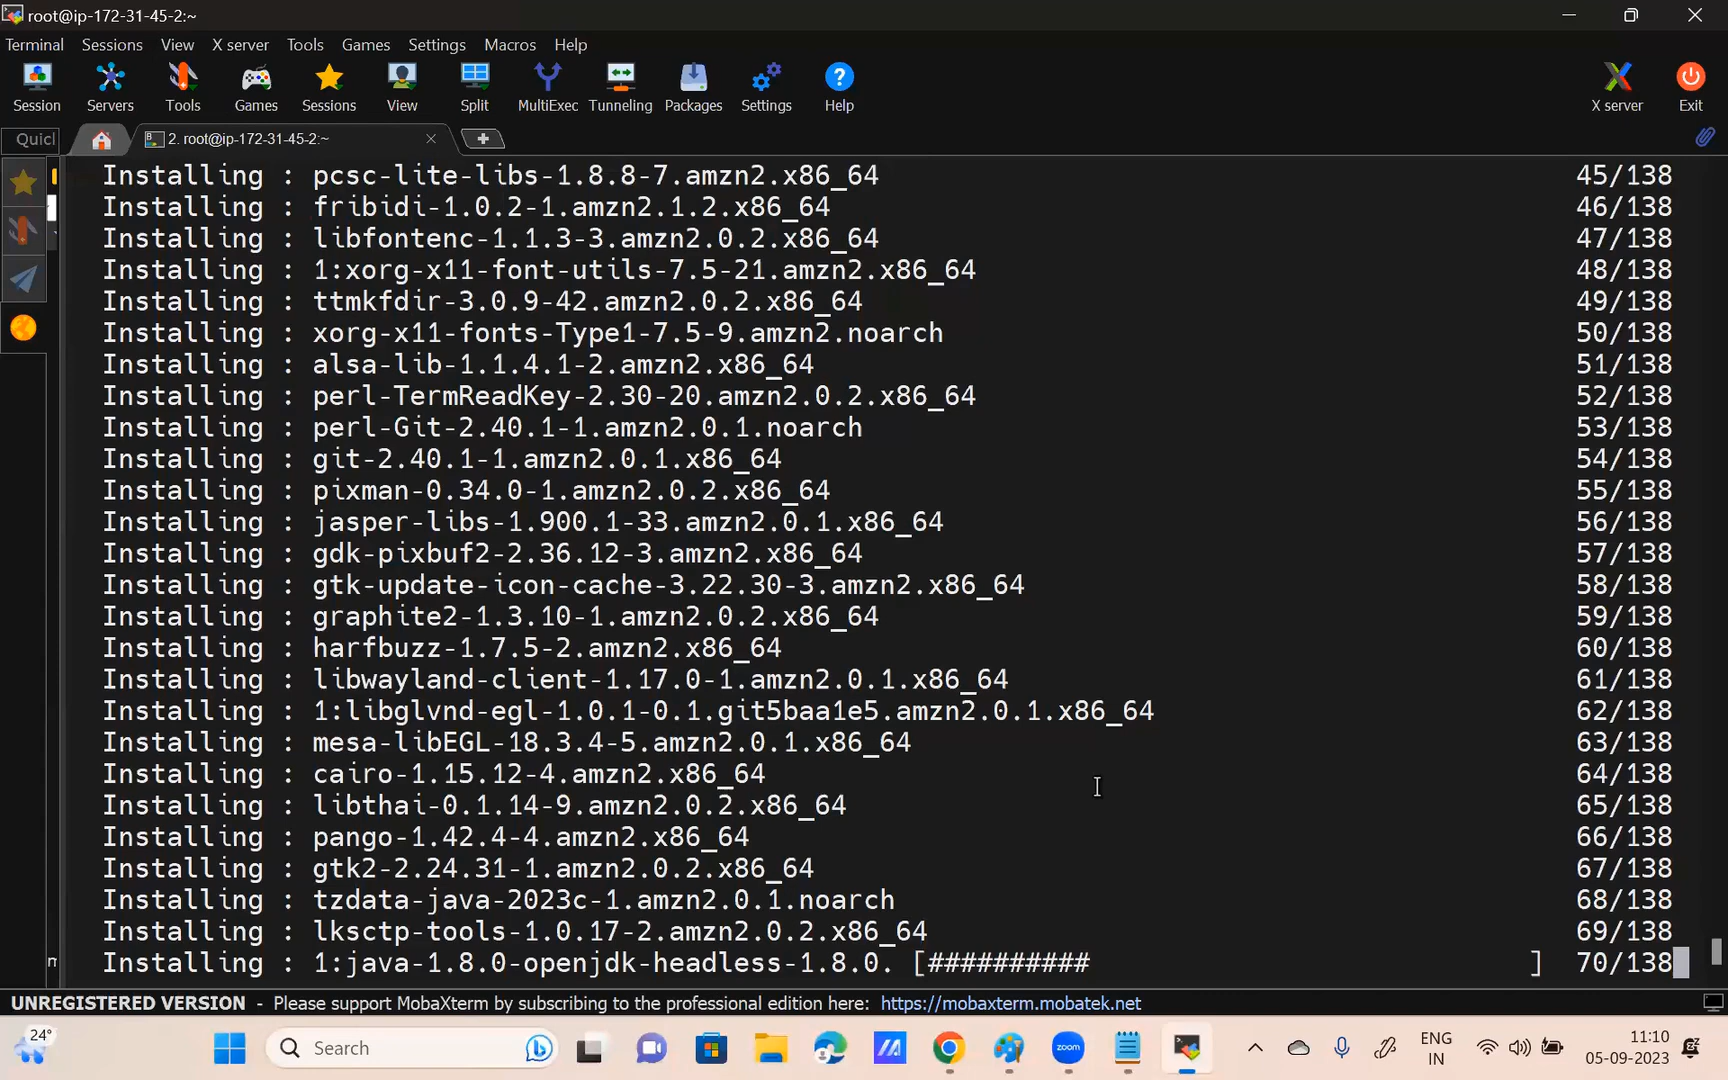 root@ip-172-31-45-2:~
Terminal Sessions View X server Tools Games Settings Macros Help
Session Servers Tools Games Sessions View Split MultiExec Tunneling Packages Settings Help X server Exit
Quicl 2. root@ip-172-31-45-2:~
Installing : pcsc-lite-libs-1.8.8-7.amzn2.x86_64 45/138
Installing : fribidi-1.0.2-1.amzn2.1.2.x86_64 46/138
Installing : libfontenc-1.1.3-3.amzn2.0.2.x86_64 47/138
Installing : 1:xorg-x11-font-utils-7.5-21.amzn2.x86_64 48/138
Installing : ttmkfdir-3.0.9-42.amzn2.0.2.x86_64 49/138
Installing : xorg-x11-fonts-Type1-7.5-9.amzn2.noarch 50/138
Installing : alsa-lib-1.1.4.1-2.amzn2.x86_64 51/138
Installing : perl-TermReadKey-2.30-20.amzn2.0.2.x86_64 52/138
Installing : perl-Git-2.40.1-1.amzn2.0.1.noarch 53/138
Installing : git-2.40.1-1.amzn2.0.1.x86_64 54/138
Installing : pixman-0.34.0-1.amzn2.0.2.x86_64 55/138
Installing : jasper-libs-1.900.1-33.amzn2.0.1.x86_64 56/138
Installing : gdk-pixbuf2-2.36.12-3.amzn2.x86_64 57/138
Installing : gtk-update-icon-cache-3.22.30-3.amzn2.x86_64 58/138
Installing : graphite2-1.3.10-1.amzn2.0.2.x86_64 59/138
Installing : harfbuzz-1.7.5-2.amzn2.x86_64 60/138
Installing : libwayland-client-1.17.0-1.amzn2.0.1.x86_64 61/138
Installing : 1:libglvnd-egl-1.0.1-0.1.git5baa1e5.amzn2.0.1.x86_64 62/138
Installing : mesa-libEGL-18.3.4-5.amzn2.0.1.x86_64 63/138
Installing : cairo-1.15.12-4.amzn2.x86_64 64/138
Installing : libthai-0.1.14-9.amzn2.0.2.x86_64 65/138
Installing : pango-1.42.4-4.amzn2.x86_64 66/138
Installing : gtk2-2.24.31-1.amzn2.0.2.x86_64 67/138
Installing : tzdata-java-2023c-1.amzn2.0.1.noarch 68/138
Installing : lksctp-tools-1.0.17-2.amzn2.0.2.x86_64 69/138
Installing : 1:java-1.8.0-openjdk-headless-1.8.0. [########## ] 70/138
UNREGISTERED VERSION - Please support MobaXterm by subscribing to the professional edition here: https://mobaxterm.mobatek.net
24° Search zoom ENG 11:10
IN 05-09-2023